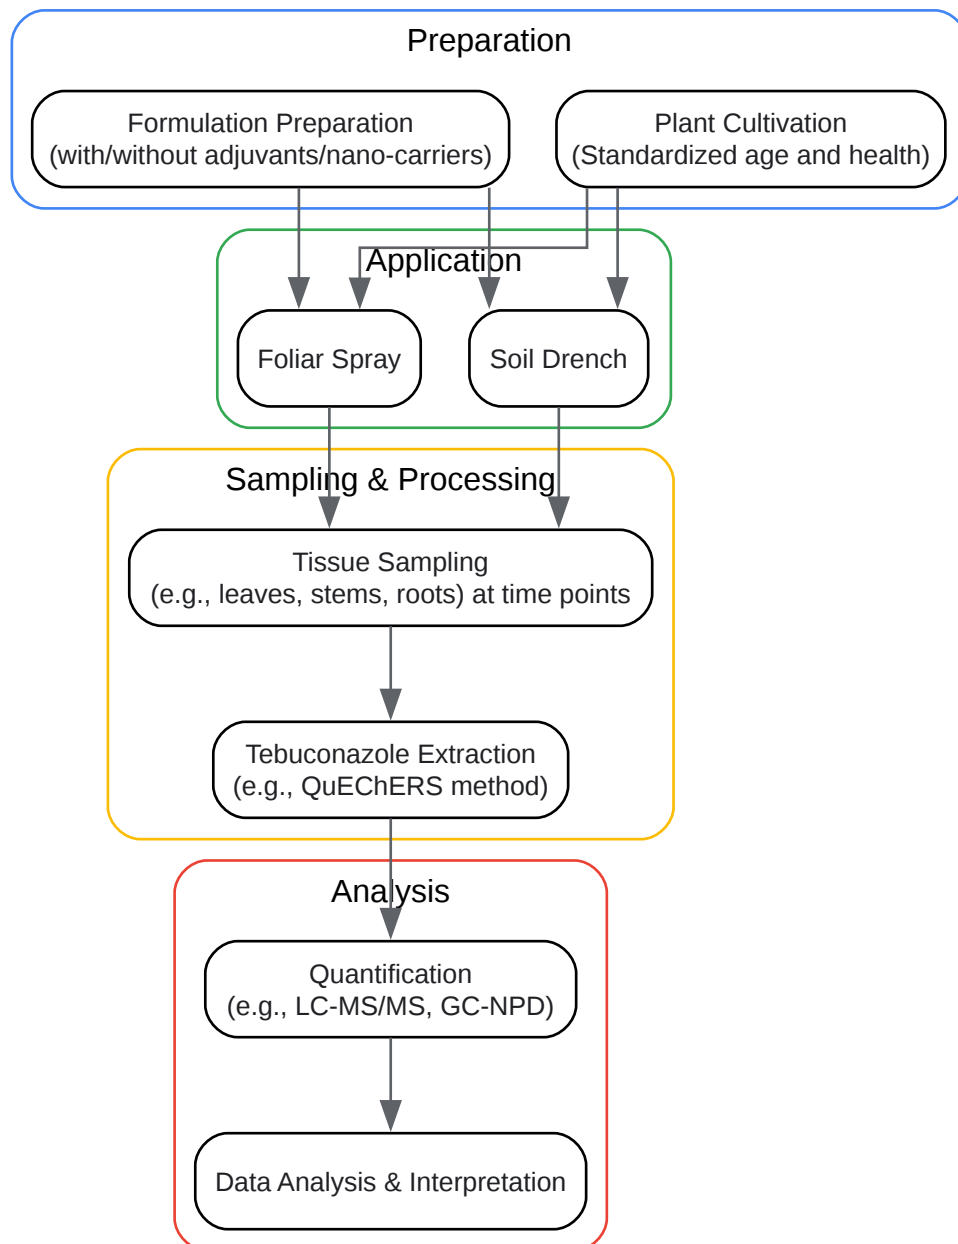 Preparation
Formulation Preparation
(with/without adjuvants/nano-carriers)
Plant Cultivation
(Standardized age and health)
Application
Foliar Spray
Soil Drench
Sampling & Processing
Tissue Sampling
(e.g., leaves, stems, roots) at time points
Tebuconazole Extraction
(e.g., QuEChERS method)
Analysis
Quantification
(e.g., LC-MS/MS, GC-NPD)
Data Analysis & Interpretation